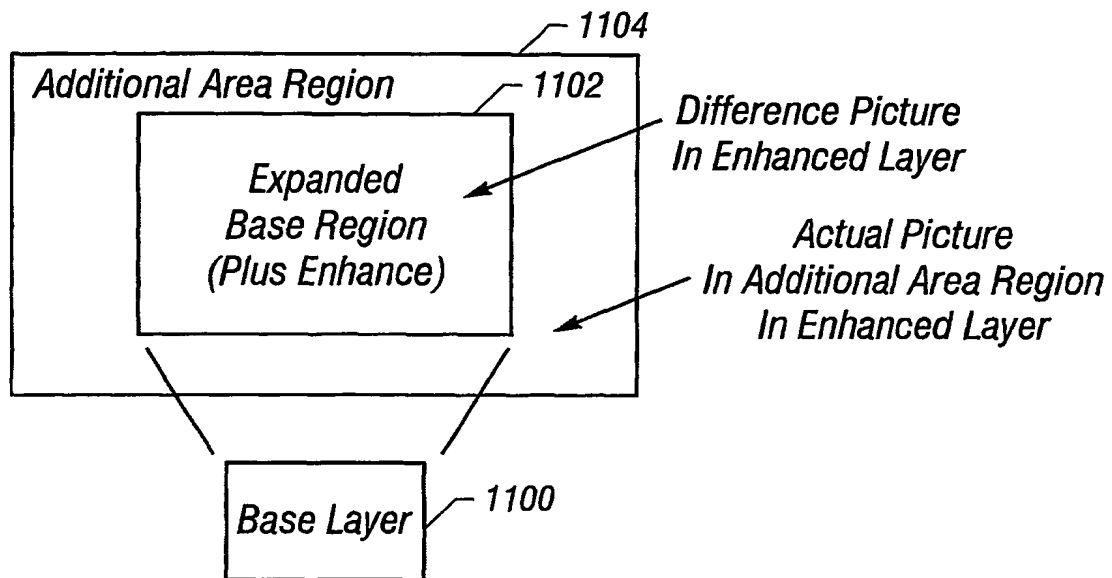 1104
Additional Area Region
1102
Difference Picture
In Enhanced Layer
Expanded
Base Region
(Plus Enhance)
Actual Picture
In Additional Area Region
In Enhanced Layer
Base Layer
1100